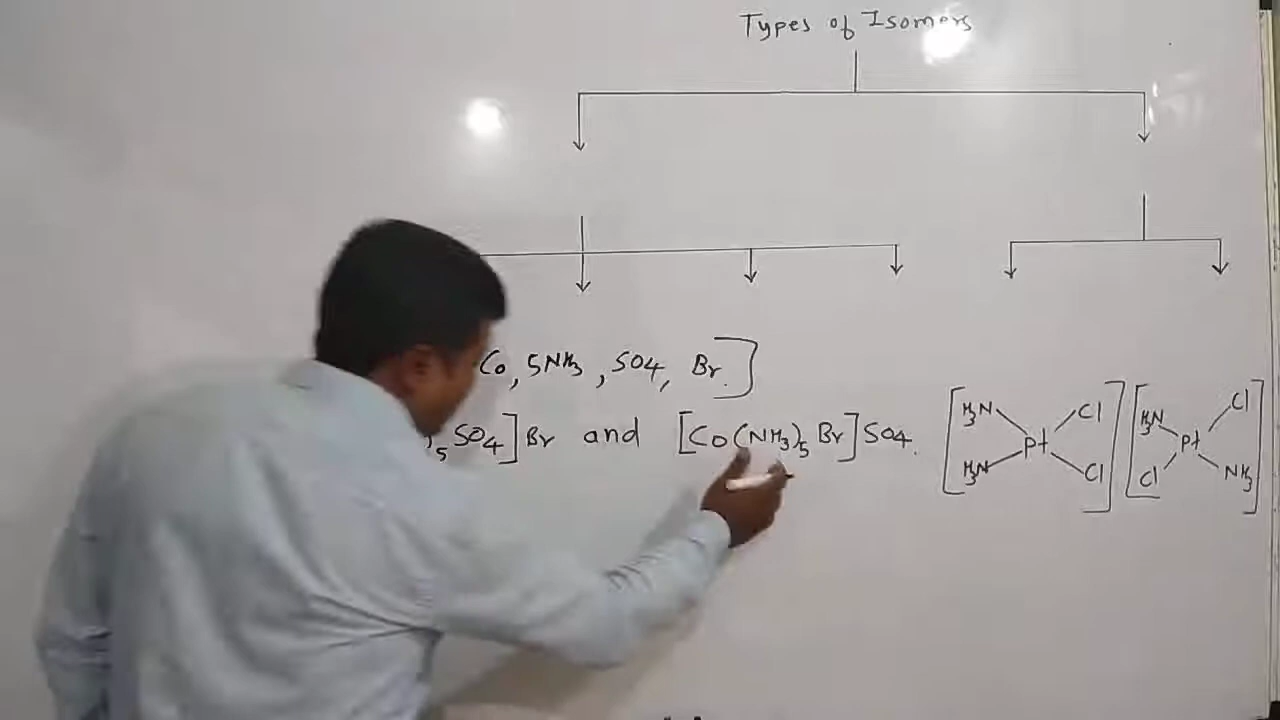 Types of Isomers
Co, 5NH3, SO4, Br]
)5 SO4]Br and [Co(NH3)5 Br]SO4.
[H3N Cl
Pt
H3N Cl]
[H3N Cl
Pt
Cl NH3]